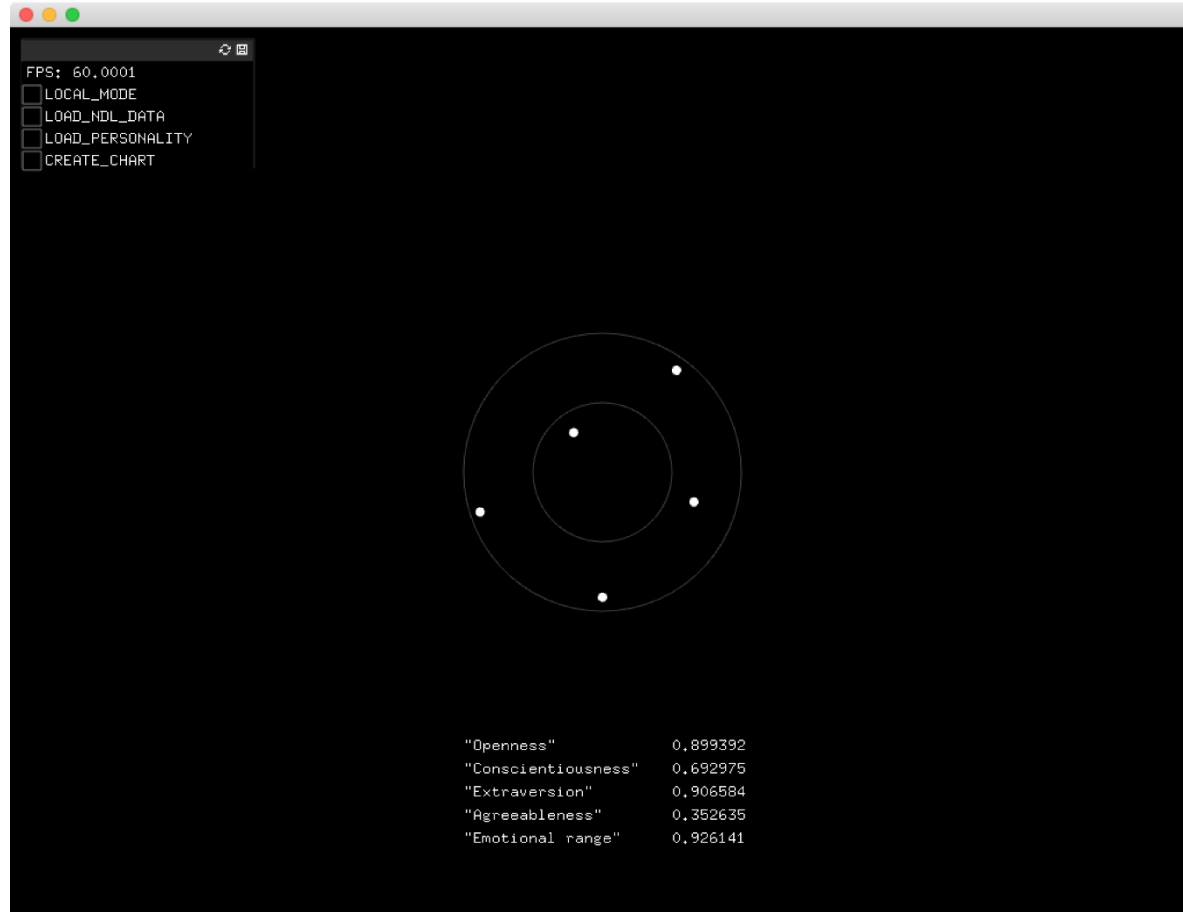 FPS: 60.0001
LOCAL_MODE
LOAD_NDL_DATA
LOAD_PERSONALITY
CREATE_CHART
"Openness" 0.899392
"Conscientiousness" 0.692975
"Extraversion" 0.906584
"Agreeableness" 0.352635
"Emotional range" 0.926141